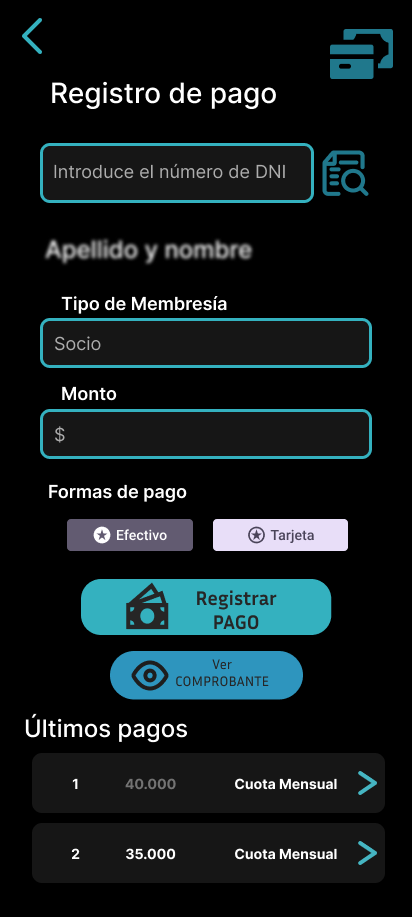 Registro de pago
Introduce el número de DNI
Apellido y nombre
Tipo de Membresía
Socio
Monto
$
Formas de pago
Efectivo Tarjeta
Registrar
PAGO
Ver
COMPROBANTE
Últimos pagos
1 40.000 Cuota Mensual
2 35.000 Cuota Mensual